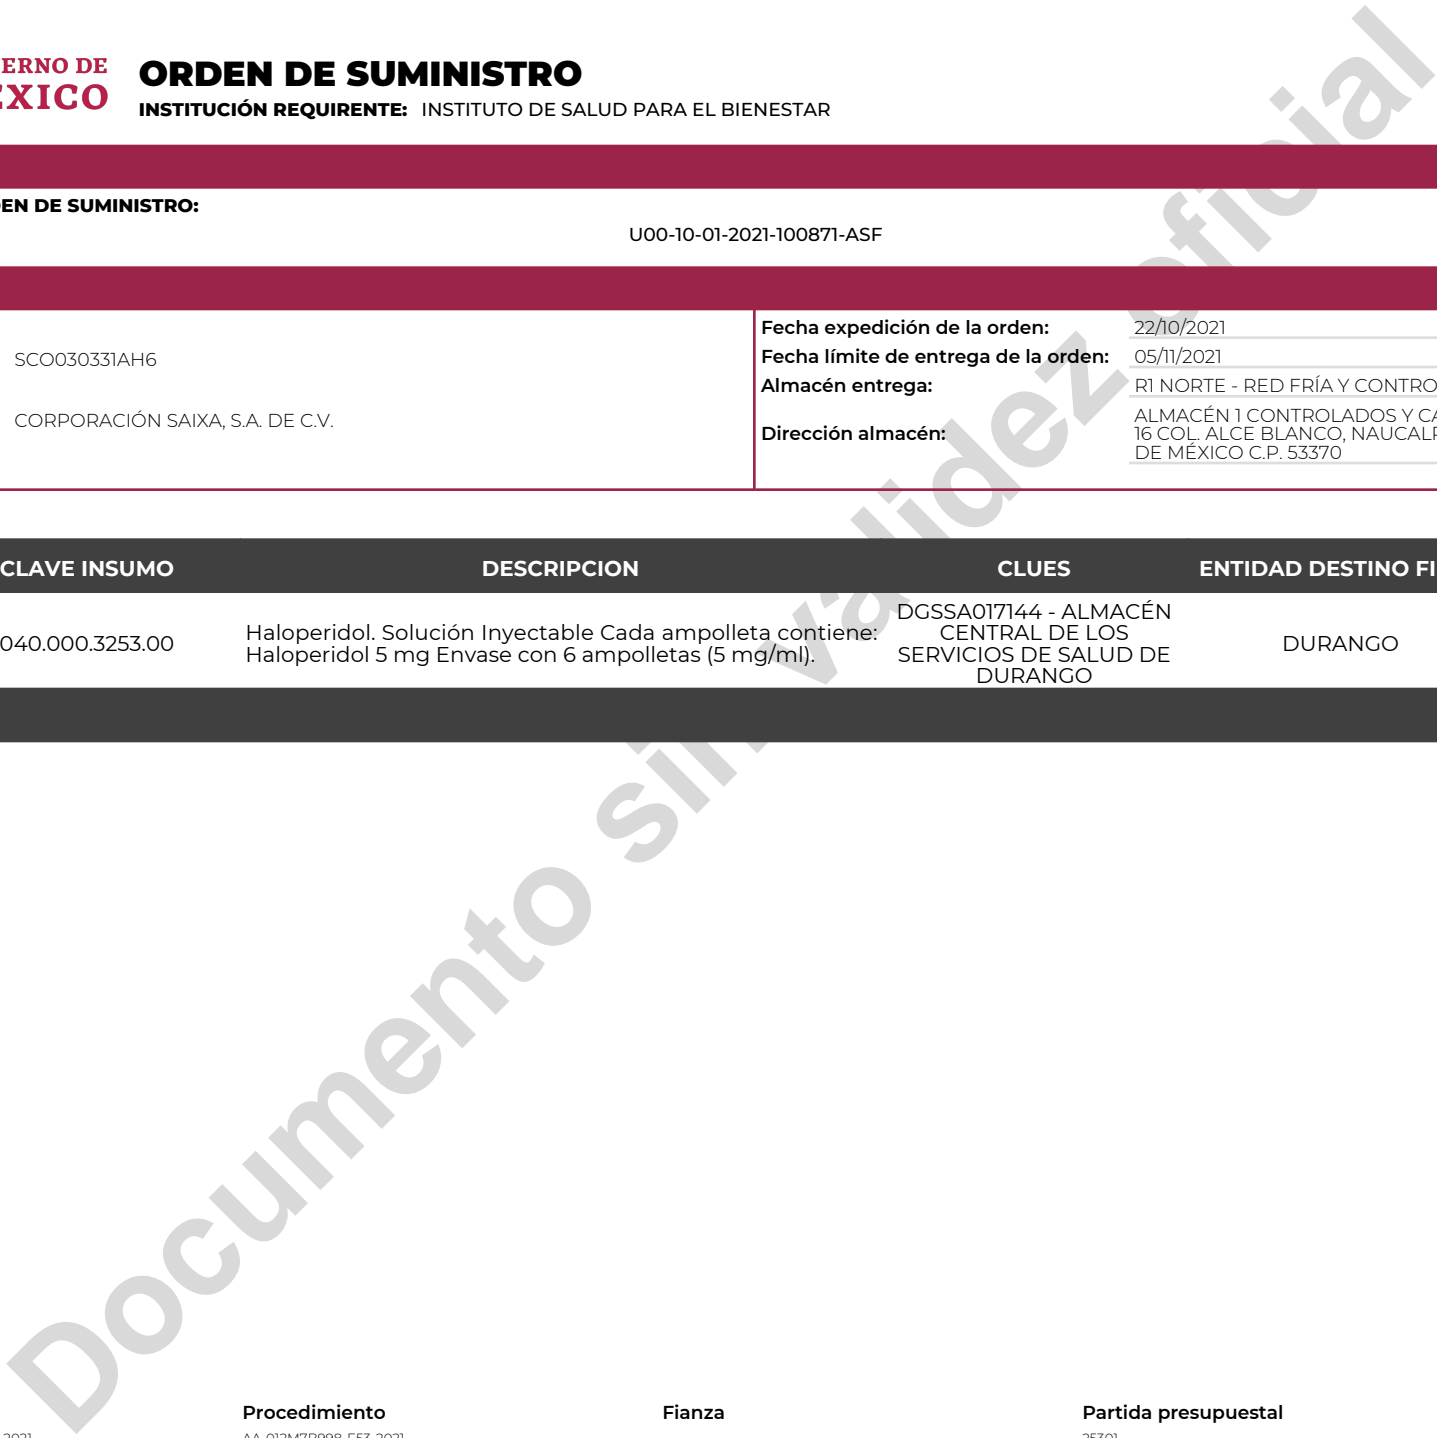 ERNO DE
ORDEN DE SUMINISTRO
INSTITUCIÓN REQUIRENTE: INSTITUTO DE SALUD PARA EL BIENESTAR
EN DE SUMINISTRO:
U00-10-01-2021-100871-ASF
SCO030331AH6
CORPORACIÓN SAIXA, S.A. DE C.V.
Fecha expedición de la orden: 22/10/2021
Fecha límite de entrega de la orden: 05/11/2021
Almacén entrega: R1 NORTE - RED FRÍA Y CONTRO
Dirección almacén: ALMACÉN 1 CONTROLADOS Y CA
16 COL. ALCE BLANCO, NAUCALP
DE MÉXICO C.P. 53370
CLAVE INSUMO DESCRIPCION CLUES ENTIDAD DESTINO FI
040.000.3253.00
Haloperidol. Solución Inyectable Cada ampolleta contiene:
Haloperidol 5 mg Envase con 6 ampolletas (5 mg/ml).
DGSSA017144 - ALMACÉN
CENTRAL DE LOS
SERVICIOS DE SALUD DE
DURANGO
DURANGO
Documento sin validez oficial
Procedimiento Fianza Partida presupuestal